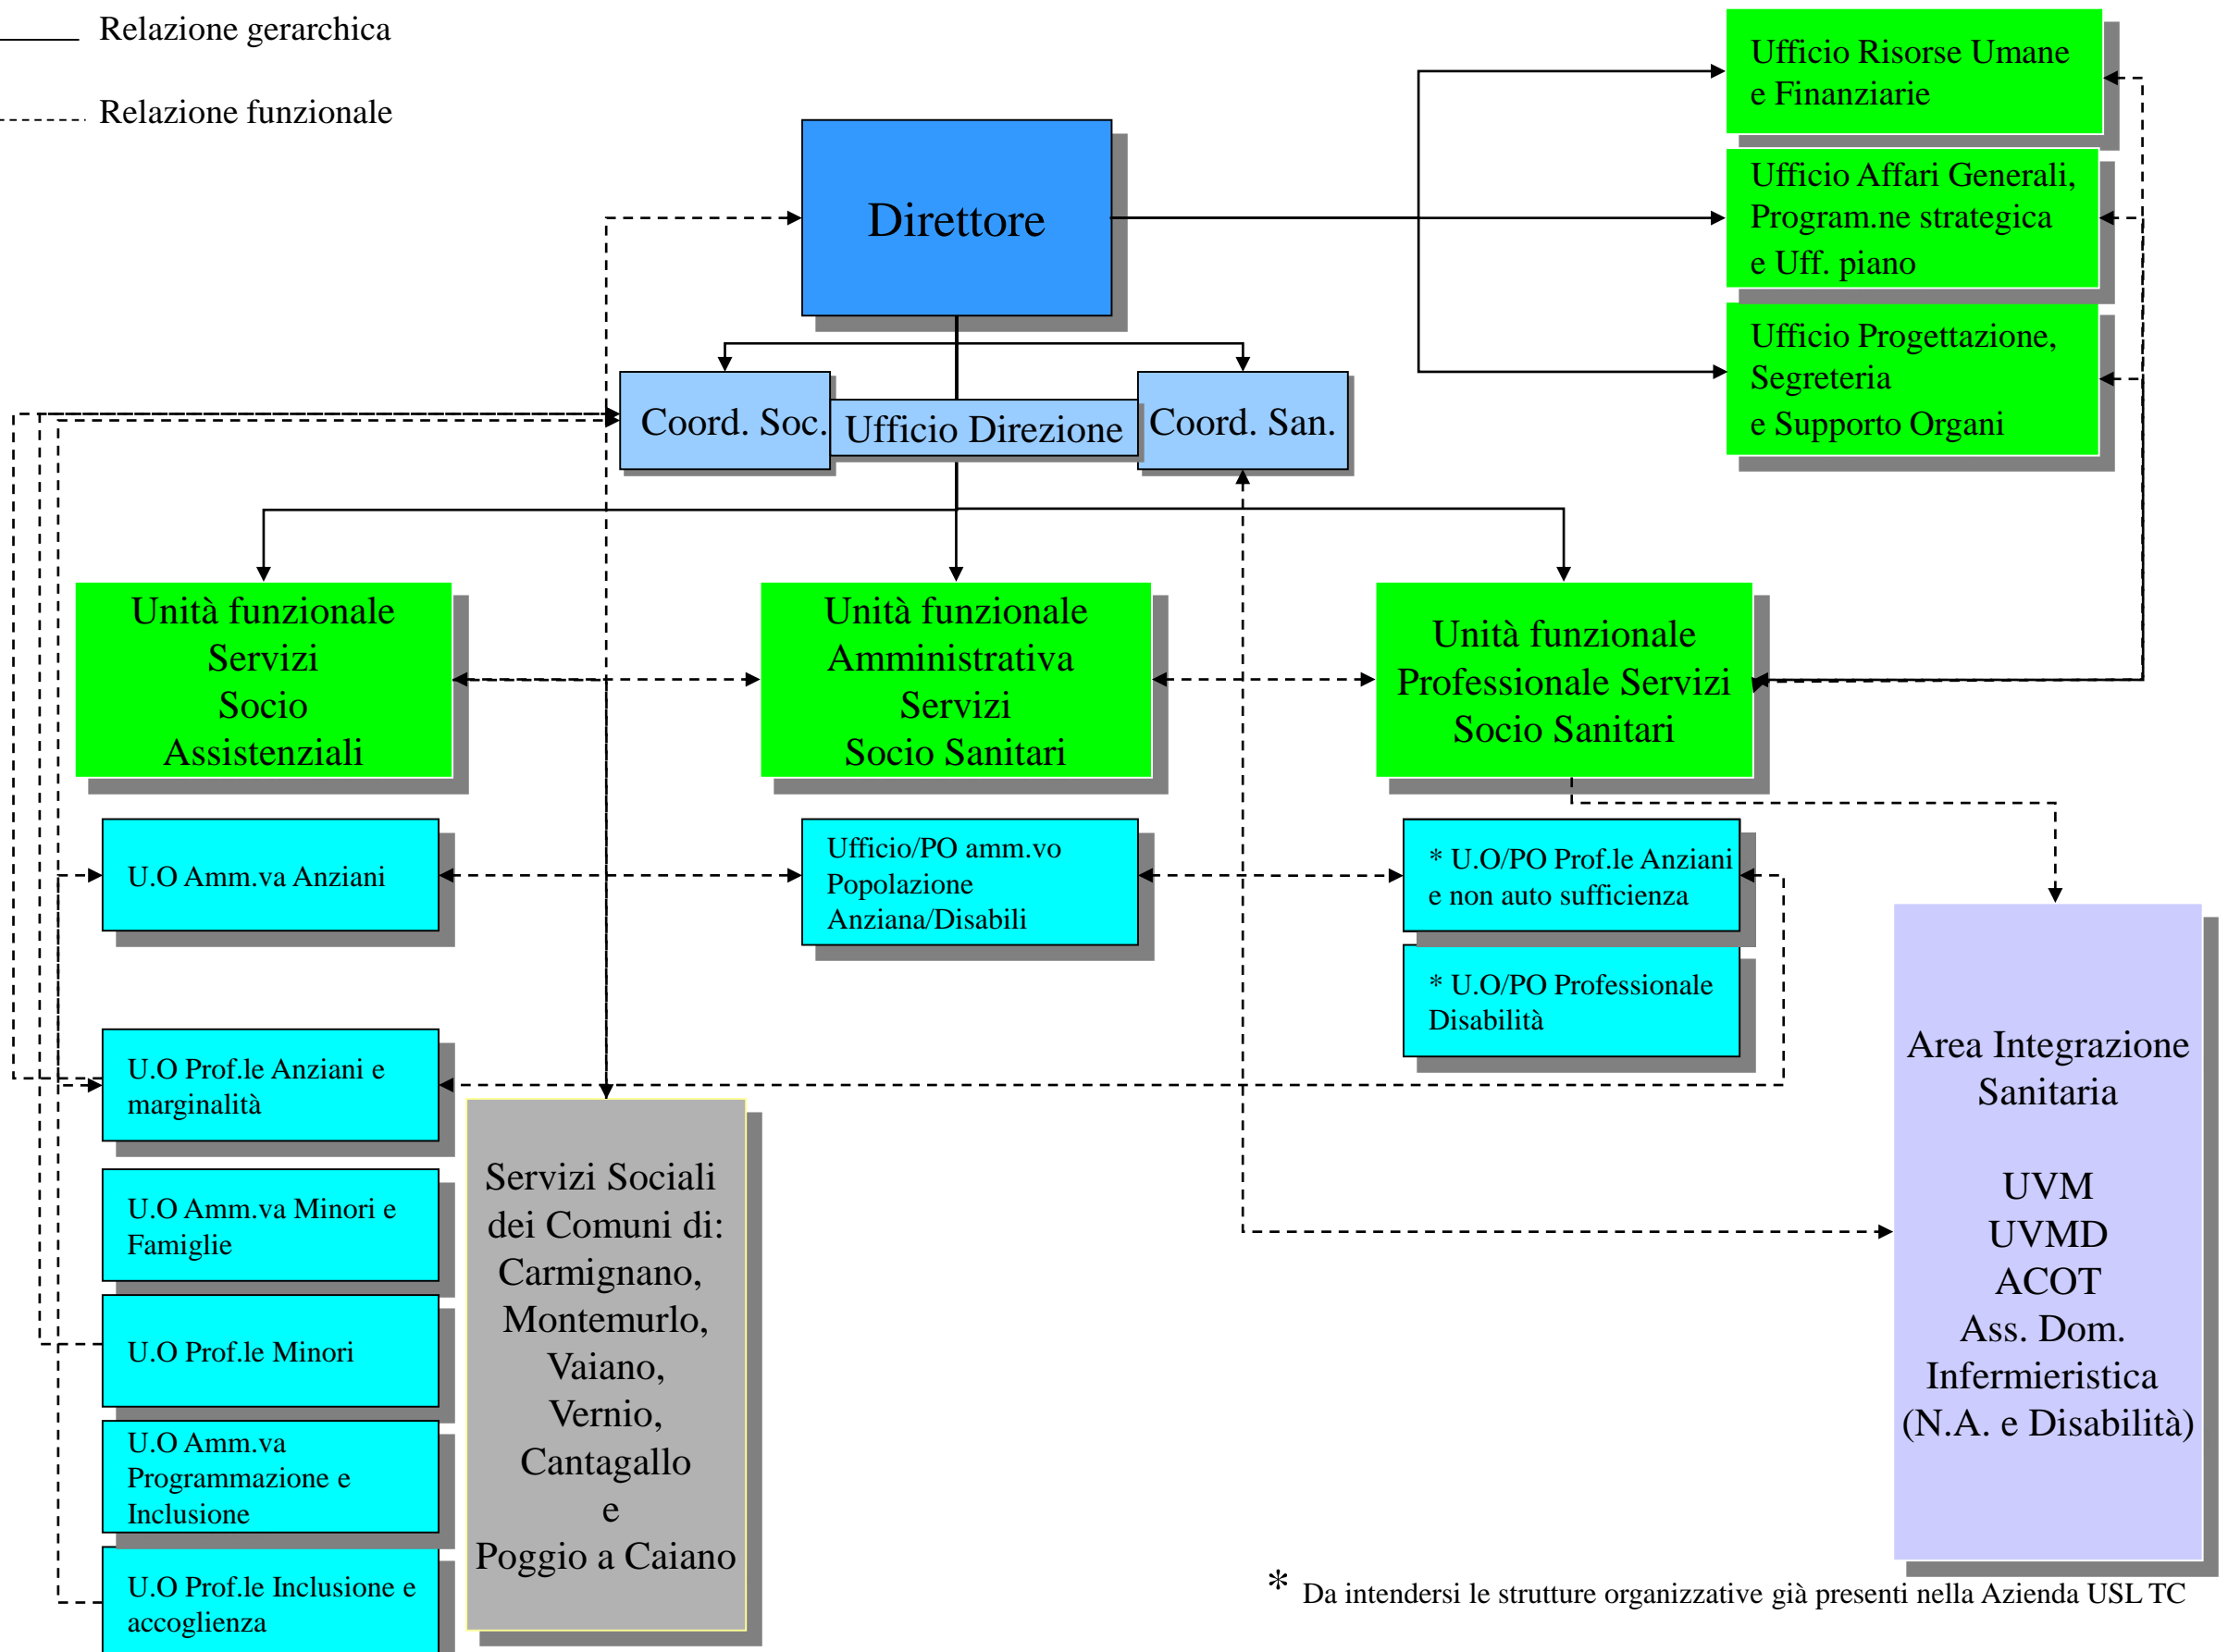 Relazione gerarchica
Relazione funzionale
Direttore
Ufficio Risorse Umane
e Finanziarie
Ufficio Affari Generali,
Program.ne strategica
e Uff. piano
Ufficio Progettazione,
Segreteria
e Supporto Organi
Coord. Soc.
Ufficio Direzione
Coord. San.
Unità funzionale
Servizi
Socio
Assistenziali
Unità funzionale
Amministrativa
Servizi
Socio Sanitari
Unità funzionale
Professionale Servizi
Socio Sanitari
U.O Amm.va Anziani
Ufficio/PO amm.vo
Popolazione
Anziana/Disabili
* U.O/PO Prof.le Anziani
e non auto sufficienza
* U.O/PO Professionale
Disabilità
U.O Prof.le Anziani e
marginalità
U.O Amm.va Minori e
Famiglie
U.O Prof.le Minori
U.O Amm.va
Programmazione e
Inclusione
U.O Prof.le Inclusione e
accoglienza
Servizi Sociali
dei Comuni di:
Carmignano,
Montemurlo,
Vaiano,
Vernio,
Cantagallo
e
Poggio a Caiano
Area Integrazione
Sanitaria
UVM
UVMD
ACOT
Ass. Dom.
Infermieristica
(N.A. e Disabilità)
* Da intendersi le strutture organizzative già presenti nella Azienda USL TC